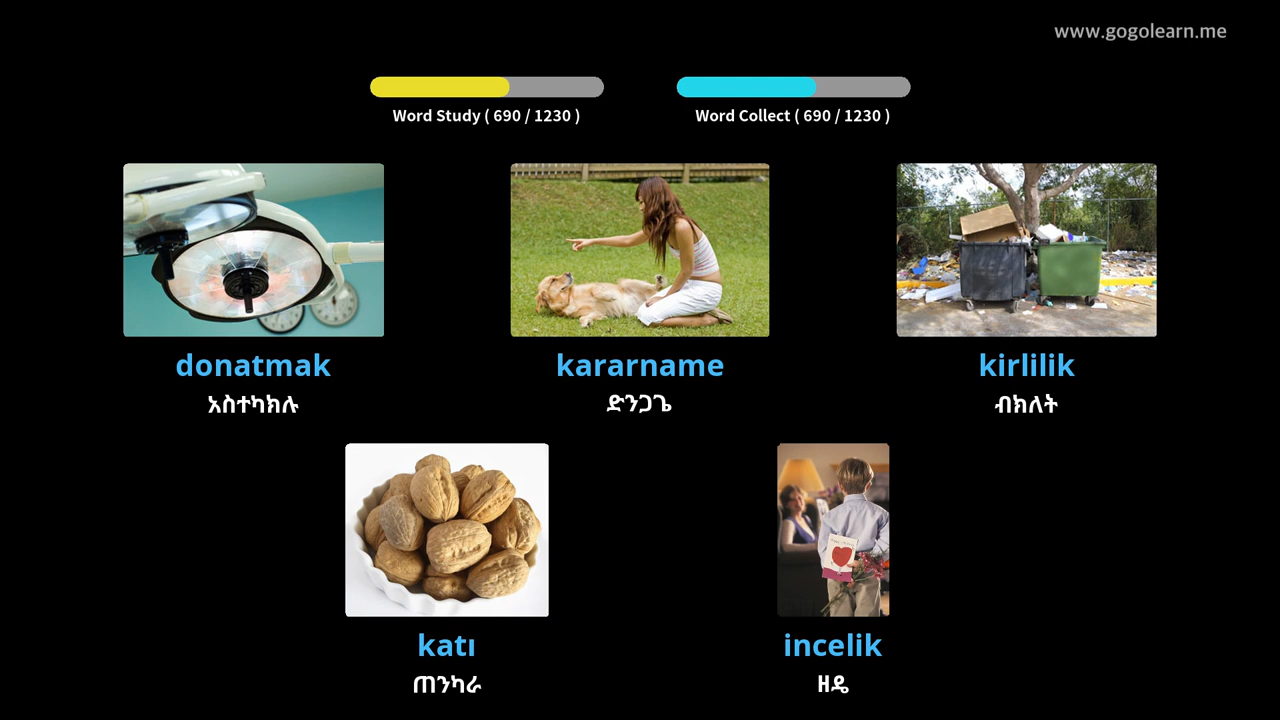 www.gogolearn.me
Word Study ( 690 / 1230 )
Word Collect ( 690 / 1230 )
donatmak
kararname
kirlilik
አስተካክሉ
ድንጋጌ
ብክለት
katı
incelik
ጠንካራ
ዘዴ